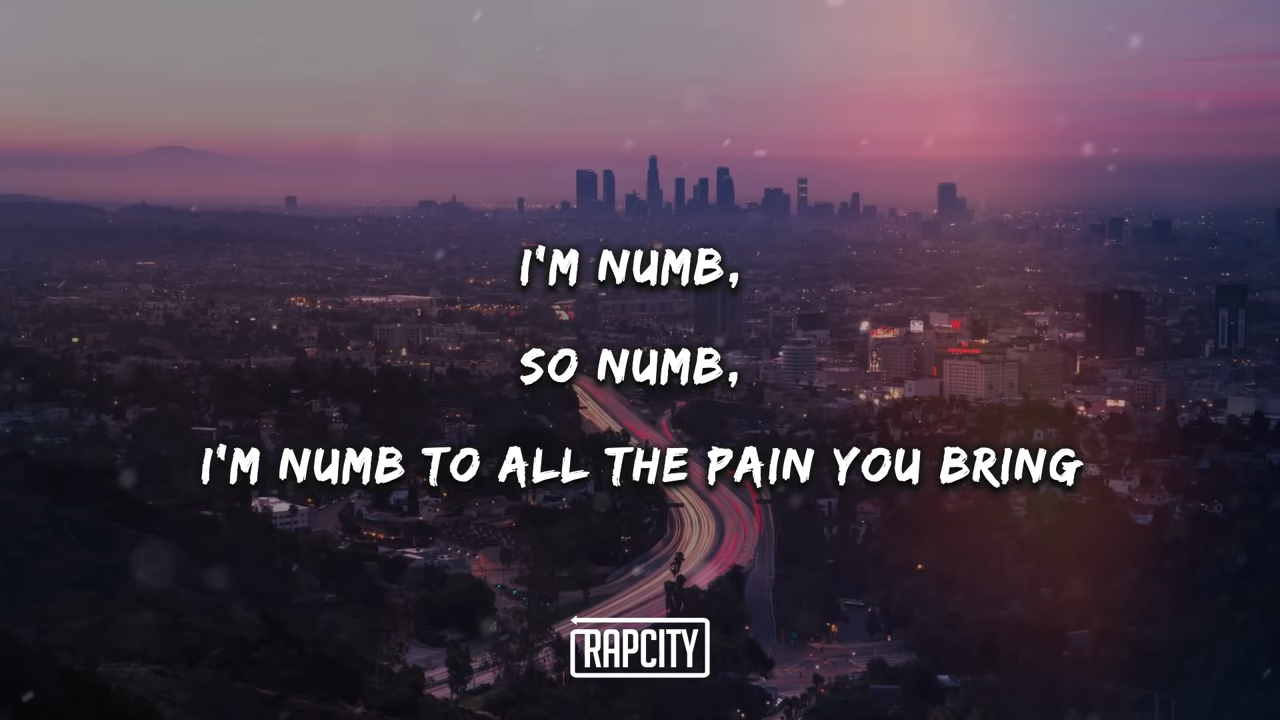 I'M NUMB,
SO NUMB,
I'M NUMB TO ALL THE PAIN YOU BRING
RAPCITY